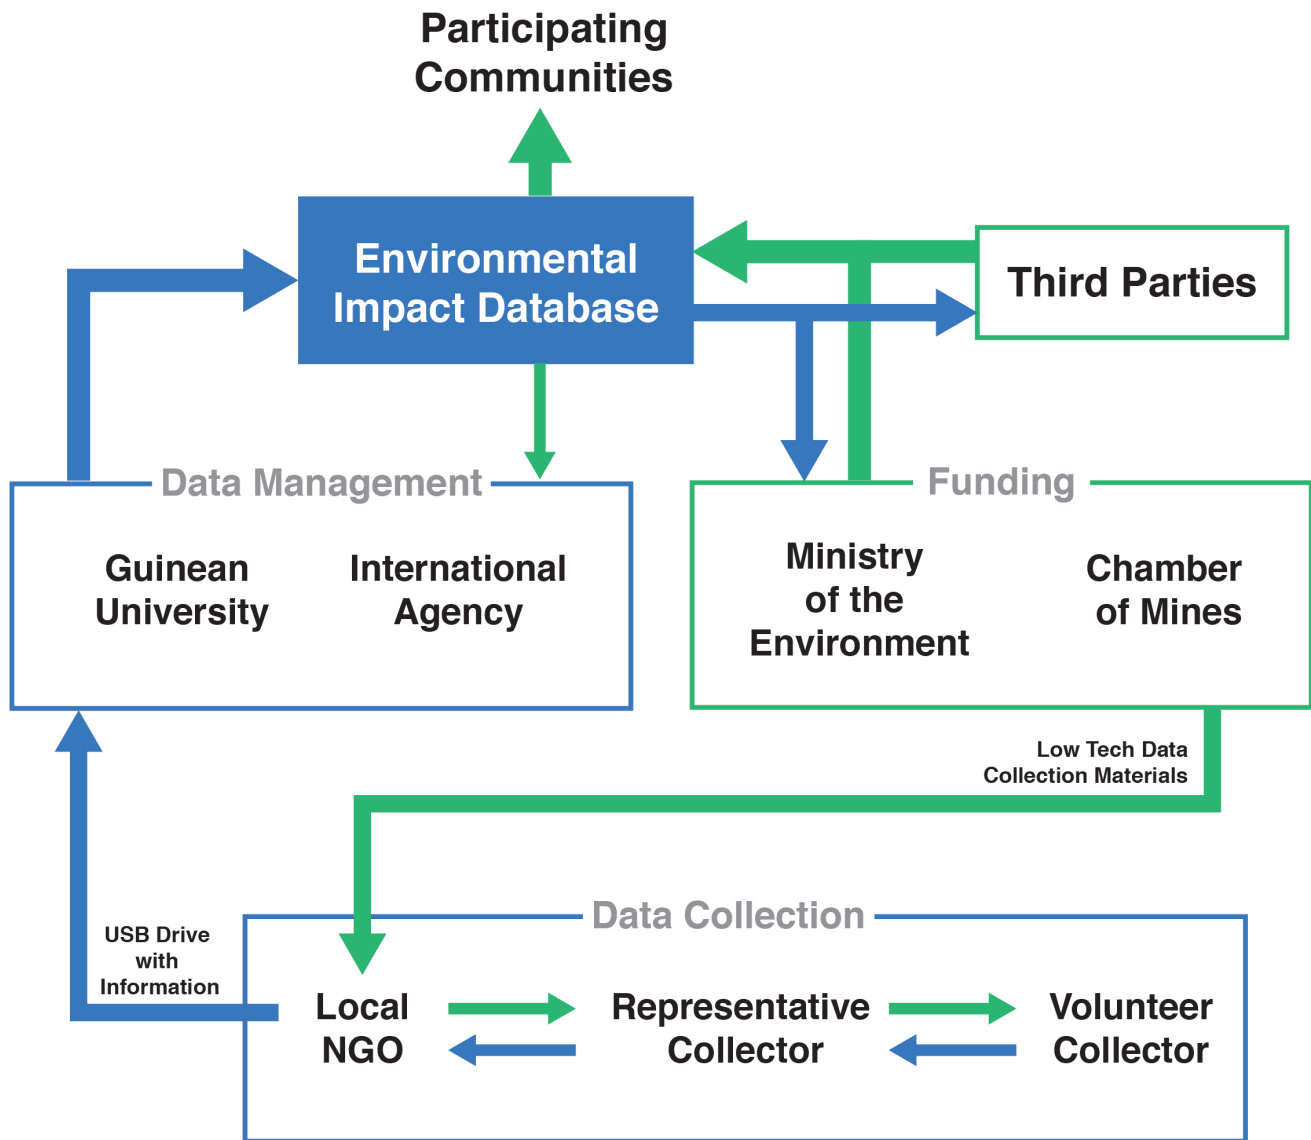 Participating
Communities
Environmental
Impact Database
Third Parties
Data Management
Guinean
University
International
Agency
Funding
Ministry
of the
Environment
Chamber
of Mines
Low Tech Data
Collection Materials
Data Collection
USB Drive
with
Information
Local
NGO
Representative
Collector
Volunteer
Collector